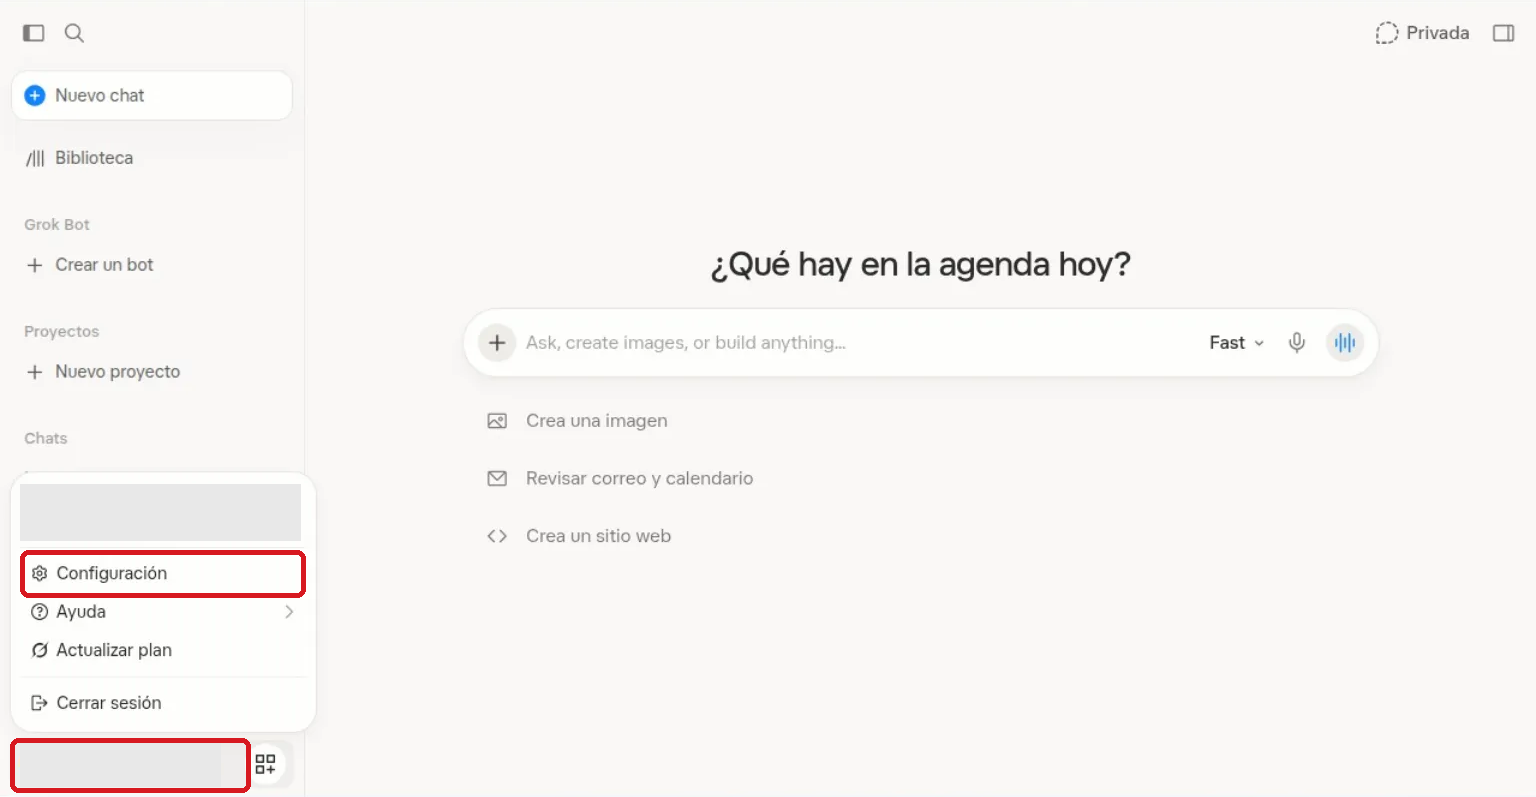 Privada
Nuevo chat
Biblioteca
Grok Bot
Crear un bot
Proyectos
Nuevo proyecto
Chats
Configuración
Ayuda
Actualizar plan
Cerrar sesión
¿Qué hay en la agenda hoy?
Ask, create images, or build anything...
Fast
Crea una imagen
Revisar correo y calendario
Crea un sitio web